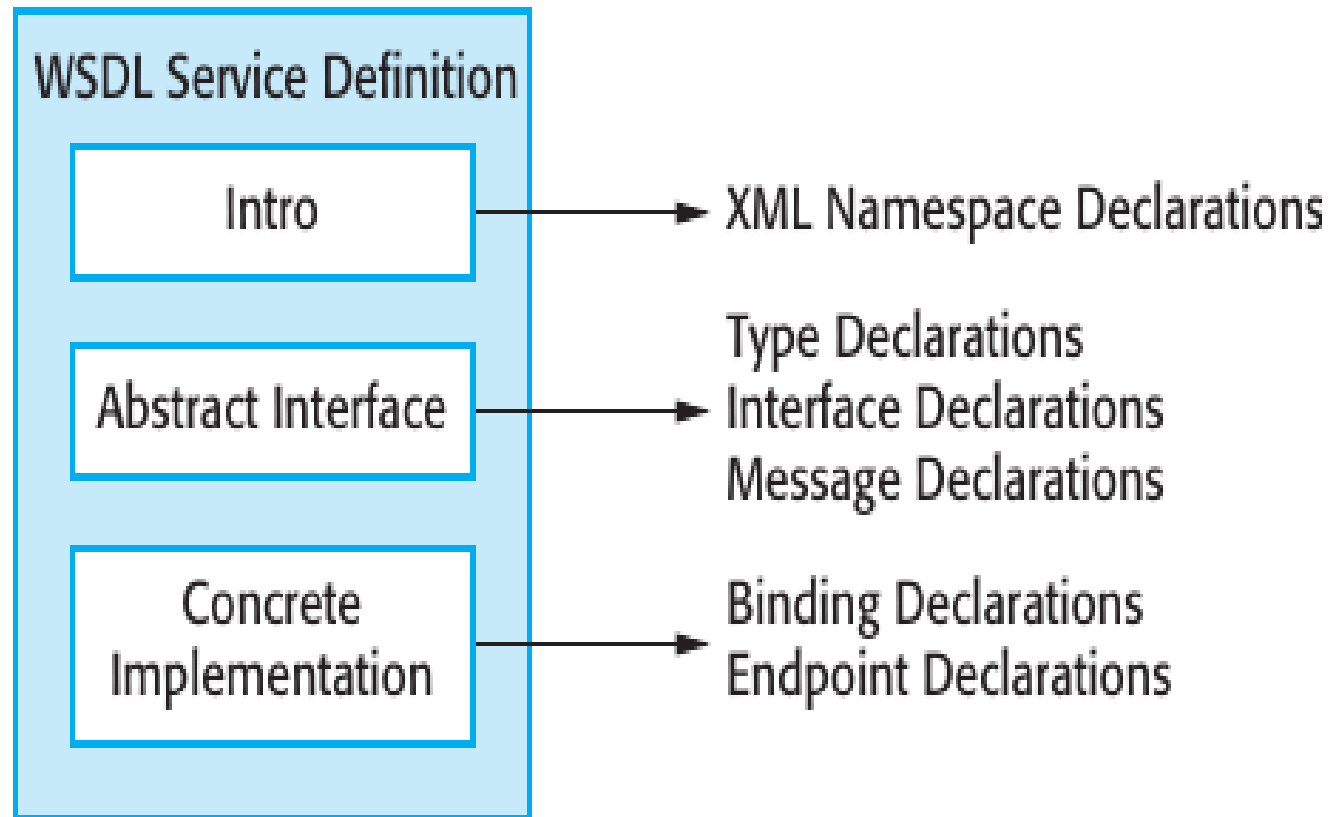 WSDL Service Definition
Intro
XML Namespace Declarations
Abstract Interface
Type Declarations
Interface Declarations
Message Declarations
Concrete
Implementation
Binding Declarations
Endpoint Declarations